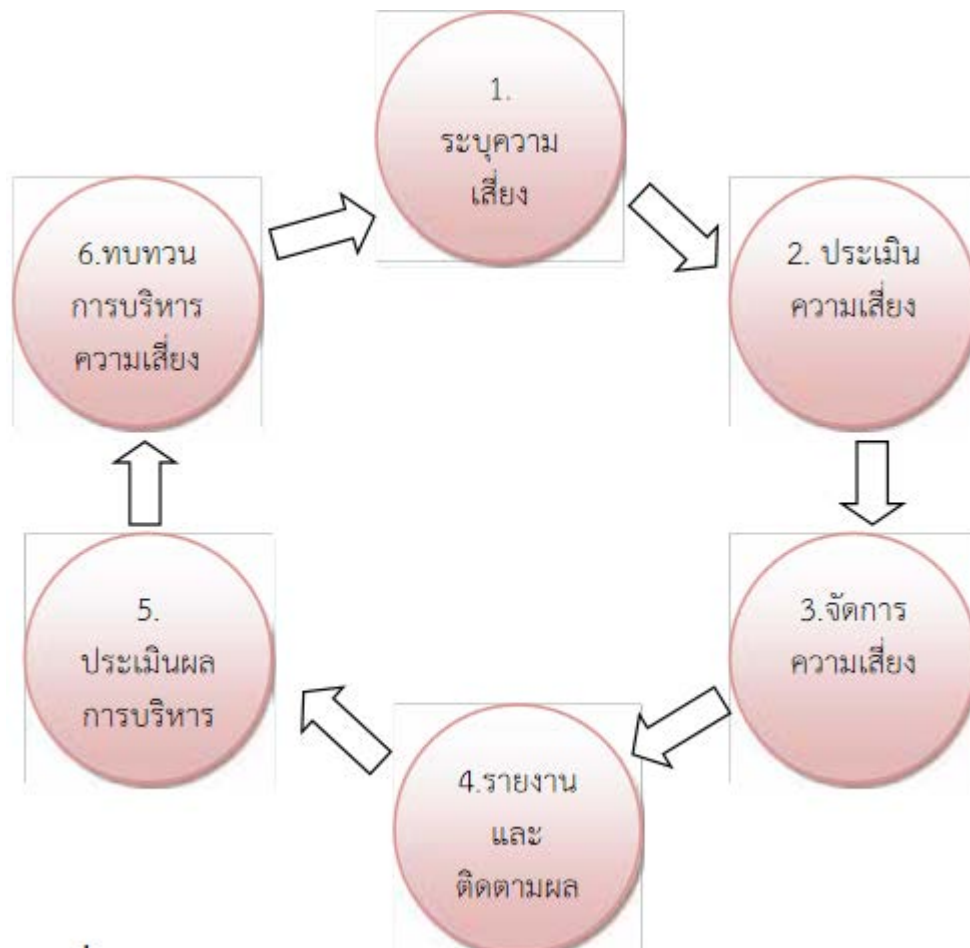 1.
ระบุความ
เสี่ยง
2. ประเมิน
ความเสี่ยง
3.จัดการ
ความเสี่ยง
4.รายงาน
และ
ติดตามผล
5.
ประเมินผล
การบริหาร
6.ทบทวน
การบริหาร
ความเสี่ยง